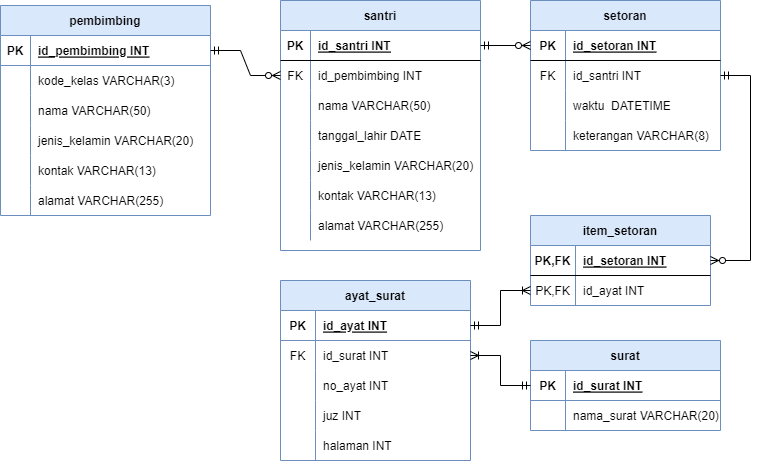 pembimbing
PK id_pembimbing INT
kode_kelas VARCHAR(3)
nama VARCHAR(50)
jenis_kelamin VARCHAR(20)
kontak VARCHAR(13)
alamat VARCHAR(255)
santri
PK id_santri INT
FK id_pembimbing INT
nama VARCHAR(50)
tanggal_lahir DATE
jenis_kelamin VARCHAR(20)
kontak VARCHAR(13)
alamat VARCHAR(255)
setoran
PK id_setoran INT
FK id_santri INT
waktu DATETIME
keterangan VARCHAR(8)
item_setoran
PK,FK id_setoran INT
PK,FK id_ayat INT
ayat_surat
PK id_ayat INT
FK id_surat INT
no_ayat INT
juz INT
halaman INT
surat
PK id_surat INT
nama_surat VARCHAR(20)